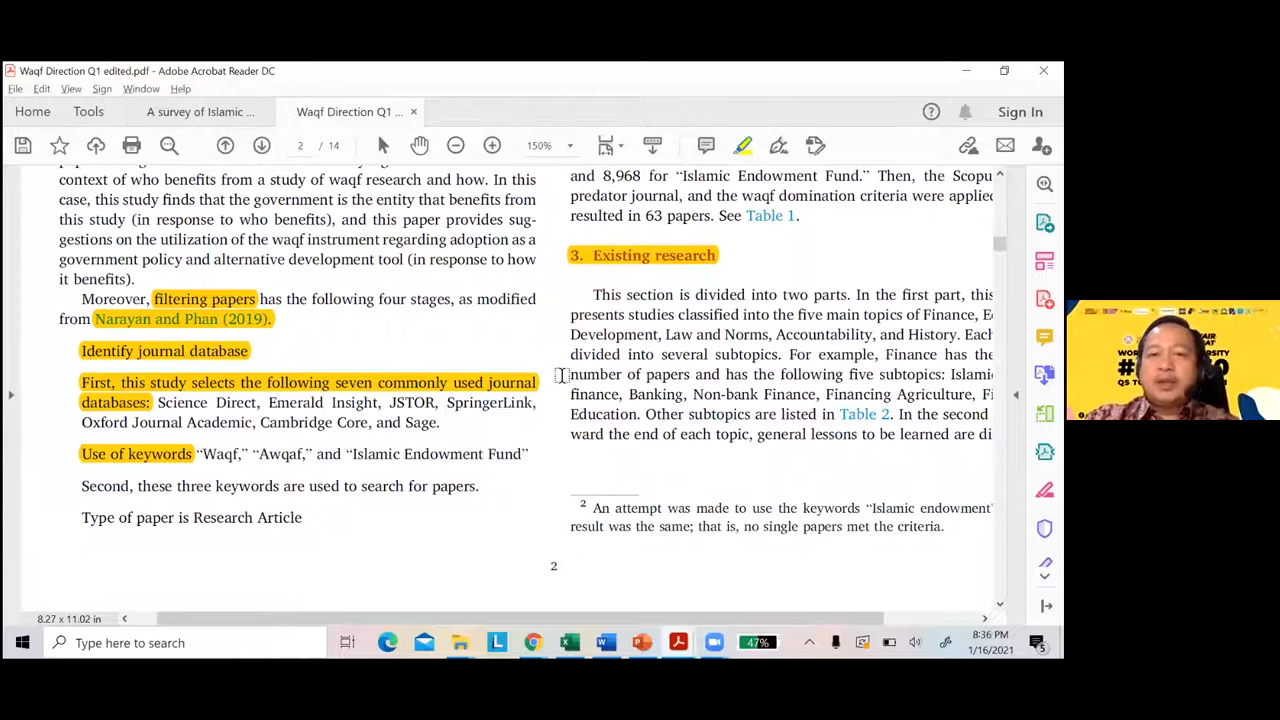 Waqf Direction Q1 edited.pdf - Adobe Acrobat Reader DC
File Edit View Sign Window Help
Home Tools A survey of Islamic ... Waqf Direction Q1 ... × Sign In
2 / 14 150%
context of who benefits from a study of waqf research and how. In this
case, this study finds that the government is the entity that benefits from
this study (in response to who benefits), and this paper provides sug-
gestions on the utilization of the waqf instrument regarding adoption as a
government policy and alternative development tool (in response to how
it benefits).
Moreover, filtering papers has the following four stages, as modified
from Narayan and Phan (2019).
Identify journal database
First, this study selects the following seven commonly used journal
databases: Science Direct, Emerald Insight, JSTOR, SpringerLink,
Oxford Journal Academic, Cambridge Core, and Sage.
Use of keywords “Waqf,” “Awqaf,” and “Islamic Endowment Fund”
Second, these three keywords are used to search for papers.
Type of paper is Research Article
and 8,968 for “Islamic Endowment Fund.” Then, the Scopu
predator journal, and the waqf domination criteria were applied
resulted in 63 papers. See Table 1.
3. Existing research
This section is divided into two parts. In the first part, this
presents studies classified into the five main topics of Finance, E
Development, Law and Norms, Accountability, and History. Each
divided into several subtopics. For example, Finance has the
number of papers and has the following five subtopics: Islamic
finance, Banking, Non-bank Finance, Financing Agriculture, Fi
Education. Other subtopics are listed in Table 2. In the second
ward the end of each topic, general lessons to be learned are di
2 An attempt was made to use the keywords “Islamic endowment”
result was the same; that is, no single papers met the criteria.
2
8.27 x 11.02 in
Type here to search
47%
8:36 PM
1/16/2021
5